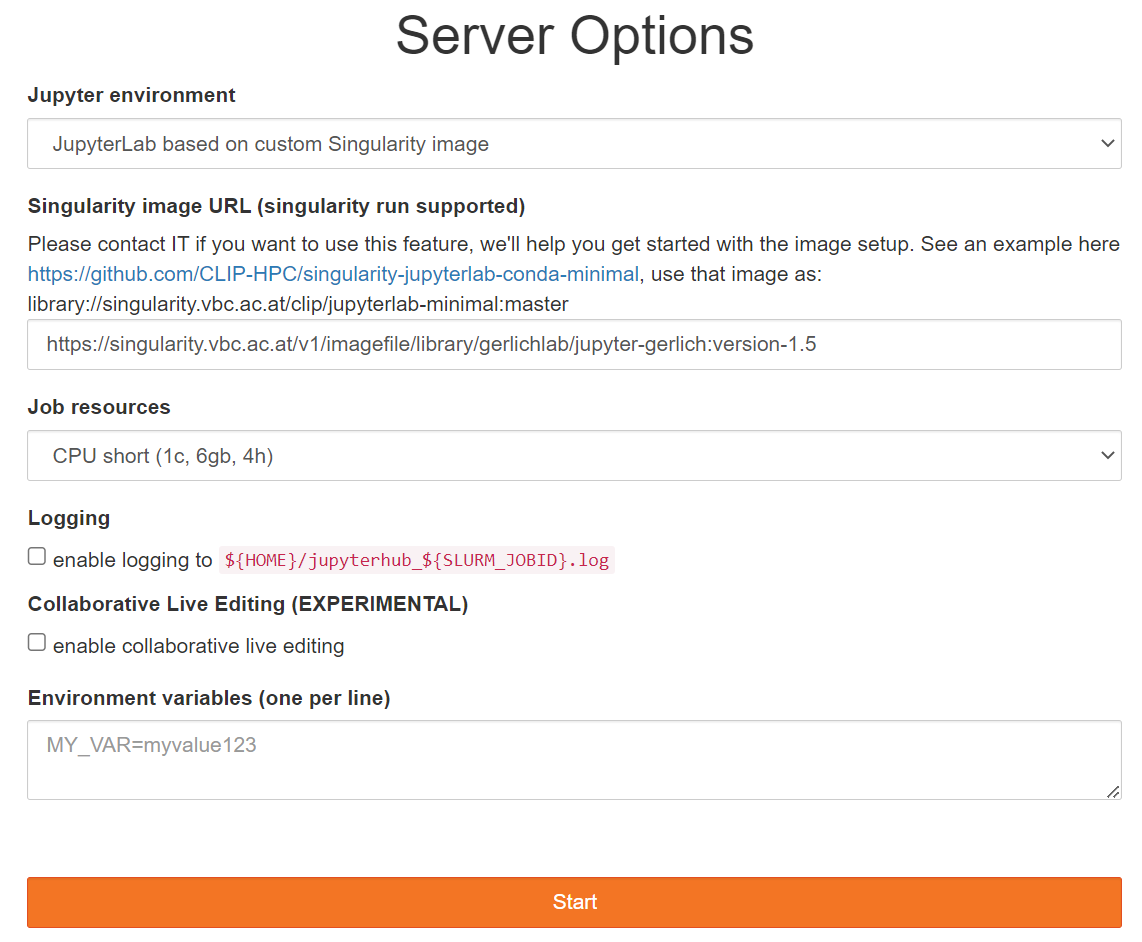 Server Options
Jupyter environment
JupyterLab based on custom Singularity image
Singularity image URL (singularity run supported)
Please contact IT if you want to use this feature, we'll help you get started with the image setup. See an example here
https://github.com/CLIP-HPC/singularity-jupyterlab-conda-minimal, use that image as:
library://singularity.vbc.ac.at/clip/jupyterlab-minimal:master
https://singularity.vbc.ac.at/v1/imagefile/library/gerlichlab/jupyter-gerlich:version-1.5
Job resources
CPU short (1c, 6gb, 4h)
Logging
enable logging to ${HOME}/jupyterhub_${SLURM_JOBID}.log
Collaborative Live Editing (EXPERIMENTAL)
enable collaborative live editing
Environment variables (one per line)
MY_VAR=myvalue123
Start